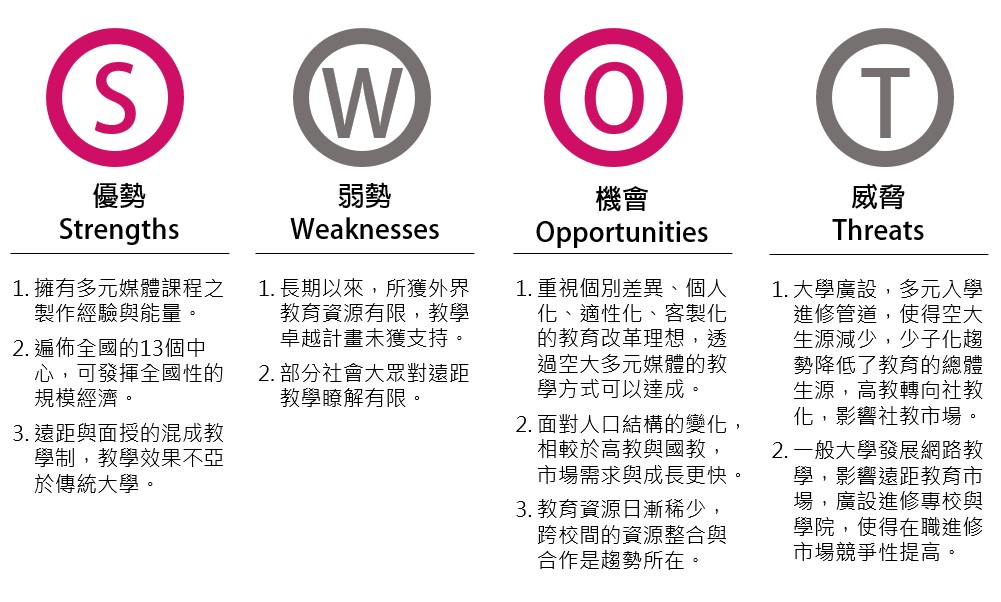 S
優勢
Strengths
1. 擁有多元媒體課程之
製作經驗與能量。
2. 遍佈全國的13個中
心，可發揮全國性的
規模經濟。
3. 遠距與面授的混成教
學制，教學效果不亞
於傳統大學。
W
弱勢
Weaknesses
1. 長期以來，所獲外界
教育資源有限，教學
卓越計畫未獲支持。
2. 部分社會大眾對遠距
教學瞭解有限。
O
機會
Opportunities
1. 重視個別差異、個人
化、適性化、客製化
的教育改革理想，透
過空大多元媒體的教
學方式可以達成。
2. 面對人口結構的變化，
相較於高教與國教，
市場需求與成長更快。
3. 教育資源日漸稀少，
跨校間的資源整合與
合作是趨勢所在。
T
威脅
Threats
1. 大學廣設，多元入學
進修管道，使得空大
生源減少，少子化趨
勢降低了教育的總體
生源，高教轉向社教
化，影響社教市場。
2. 一般大學發展網路教
學，影響遠距教育市
場，廣設進修專校與
學院，使得在職進修
市場競爭性提高。